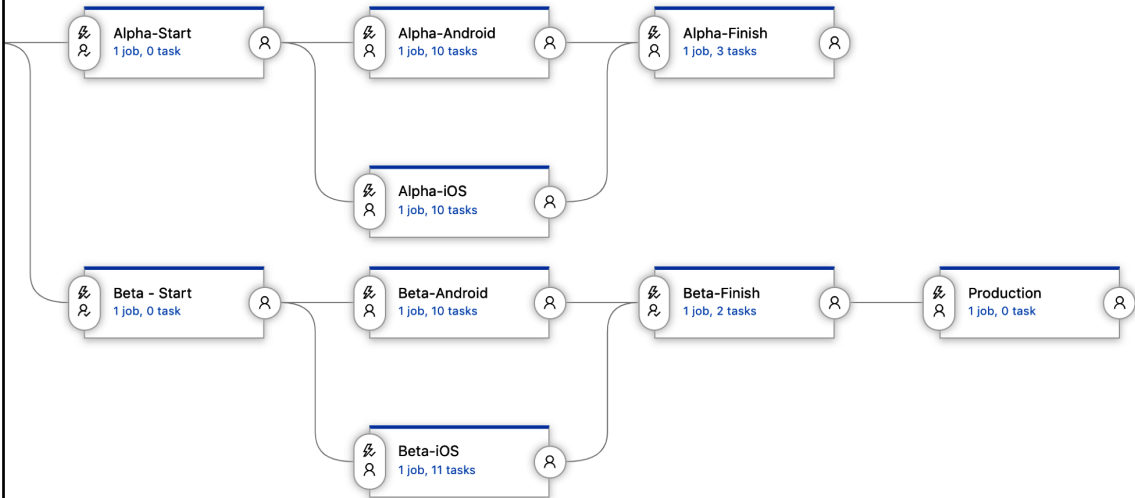 Alpha-Start
1 job, 0 task
Alpha-Android
1 job, 10 tasks
Alpha-Finish
1 job, 3 tasks
Alpha-iOS
1 job, 10 tasks
Beta - Start
1 job, 0 task
Beta-Android
1 job, 10 tasks
Beta-Finish
1 job, 2 tasks
Production
1 job, 0 task
Beta-iOS
1 job, 11 tasks